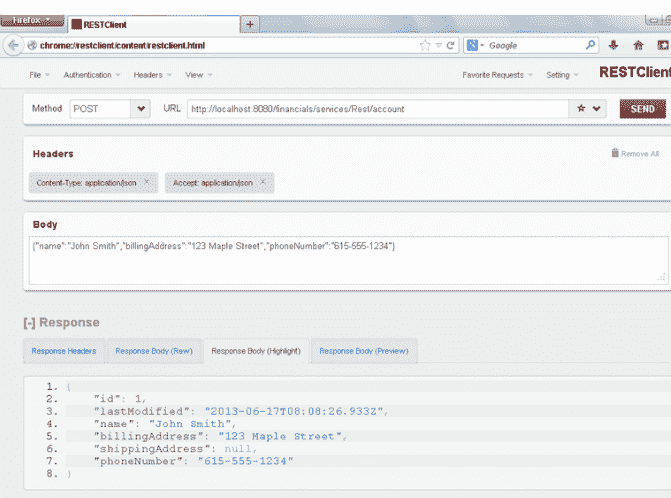 Firefox
RESTClient
chrome://restclient/content/restclient.html
Google
File Authentication Headers View Favorite Requests Setting RESTClient
Method POST URL http://localhost:8080/financials/services/Rest/account SEND
Headers Remove All
Content-Type: application/json × Accept: application/json ×
Body
{"name":"John Smith","billingAddress":"123 Maple Street","phoneNumber":"615-555-1234"}
[-] Response
Response Headers Response Body (Raw) Response Body (Highlight) Response Body (Preview)
1. {
2. "id": 1,
3. "lastModified": "2013-06-17T08:08:26.933Z",
4. "name": "John Smith",
5. "billingAddress": "123 Maple Street",
6. "shippingAddress": null,
7. "phoneNumber": "615-555-1234"
8. }